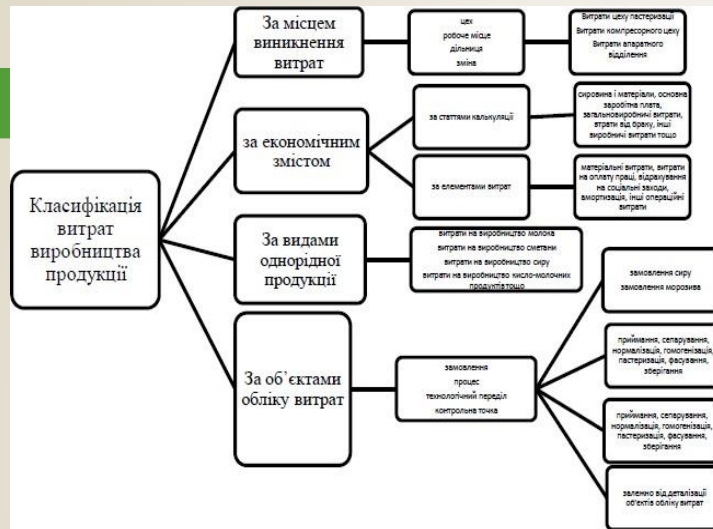 Класифікація
витрат
виробництва
продукції
За місцем
виникнення
витрат
цех
робоче місце
дільниця
зміна
Витрати цеху пастеризації
Витрати компресорного цеху
Витрати апаратного
відділення
за економічним
змістом
за статтями калькуляції
сировина і матеріали, основна
заробітна плата,
загальновиробничі витрати,
втрати від браку, інші
виробничі витрати тощо
за елементами витрат
матеріальні витрати, витрати
на оплату праці, відрахування
на соціальні заходи,
амортизація, інші операційні
витрати
За видами
однорідної
продукції
витрати на виробництво молока
витрати на виробництво сметани
витрати на виробництво сиру
витрати на виробництво кисло-молочних
продуктів тощо
За об’єктами
обліку витрат
замовлення
процес
технологічний переділ
контрольна точка
замовлення сиру
замовлення морозива
приймання, сепарування,
нормалізація, гомогенізація,
пастеризація, фасування,
зберігання
приймання, сепарування,
нормалізація, гомогенізація,
пастеризація, фасування,
зберігання
залежно від деталізації
об'єктів обліку витрат